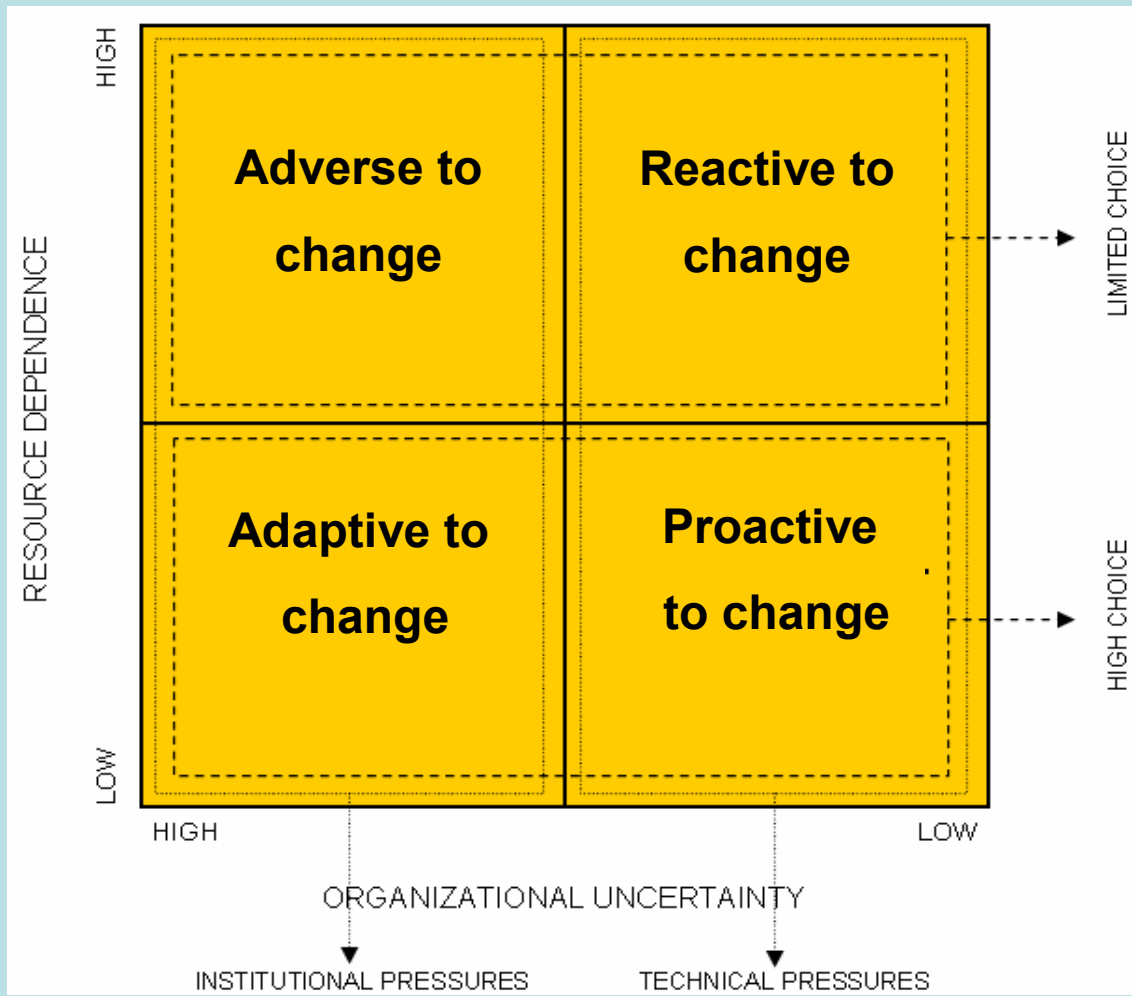 HIGH
Adverse to
change
Reactive to
change
LIMITED CHOICE
RESOURCE DEPENDENCE
Adaptive to
change
Proactive
to change
HIGH CHOICE
LOW
HIGH
LOW
ORGANIZATIONAL UNCERTAINTY
INSTITUTIONAL PRESSURES
TECHNICAL PRESSURES